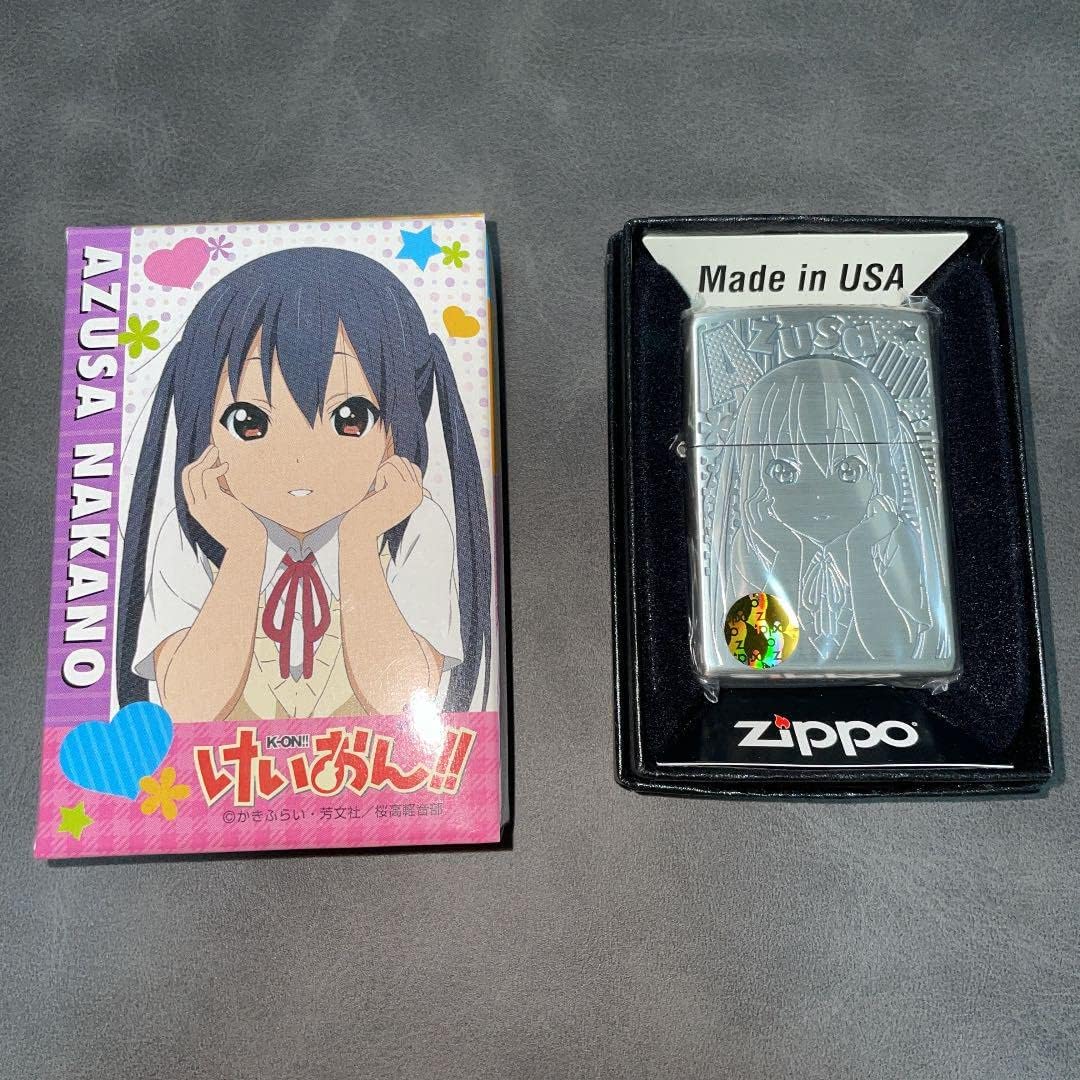 AZUSA NAKANO
K-ON!!
けいおん!!
©かきふらい・芳文社/桜高軽音部
Made in USA
Azusa
zippo
zippo